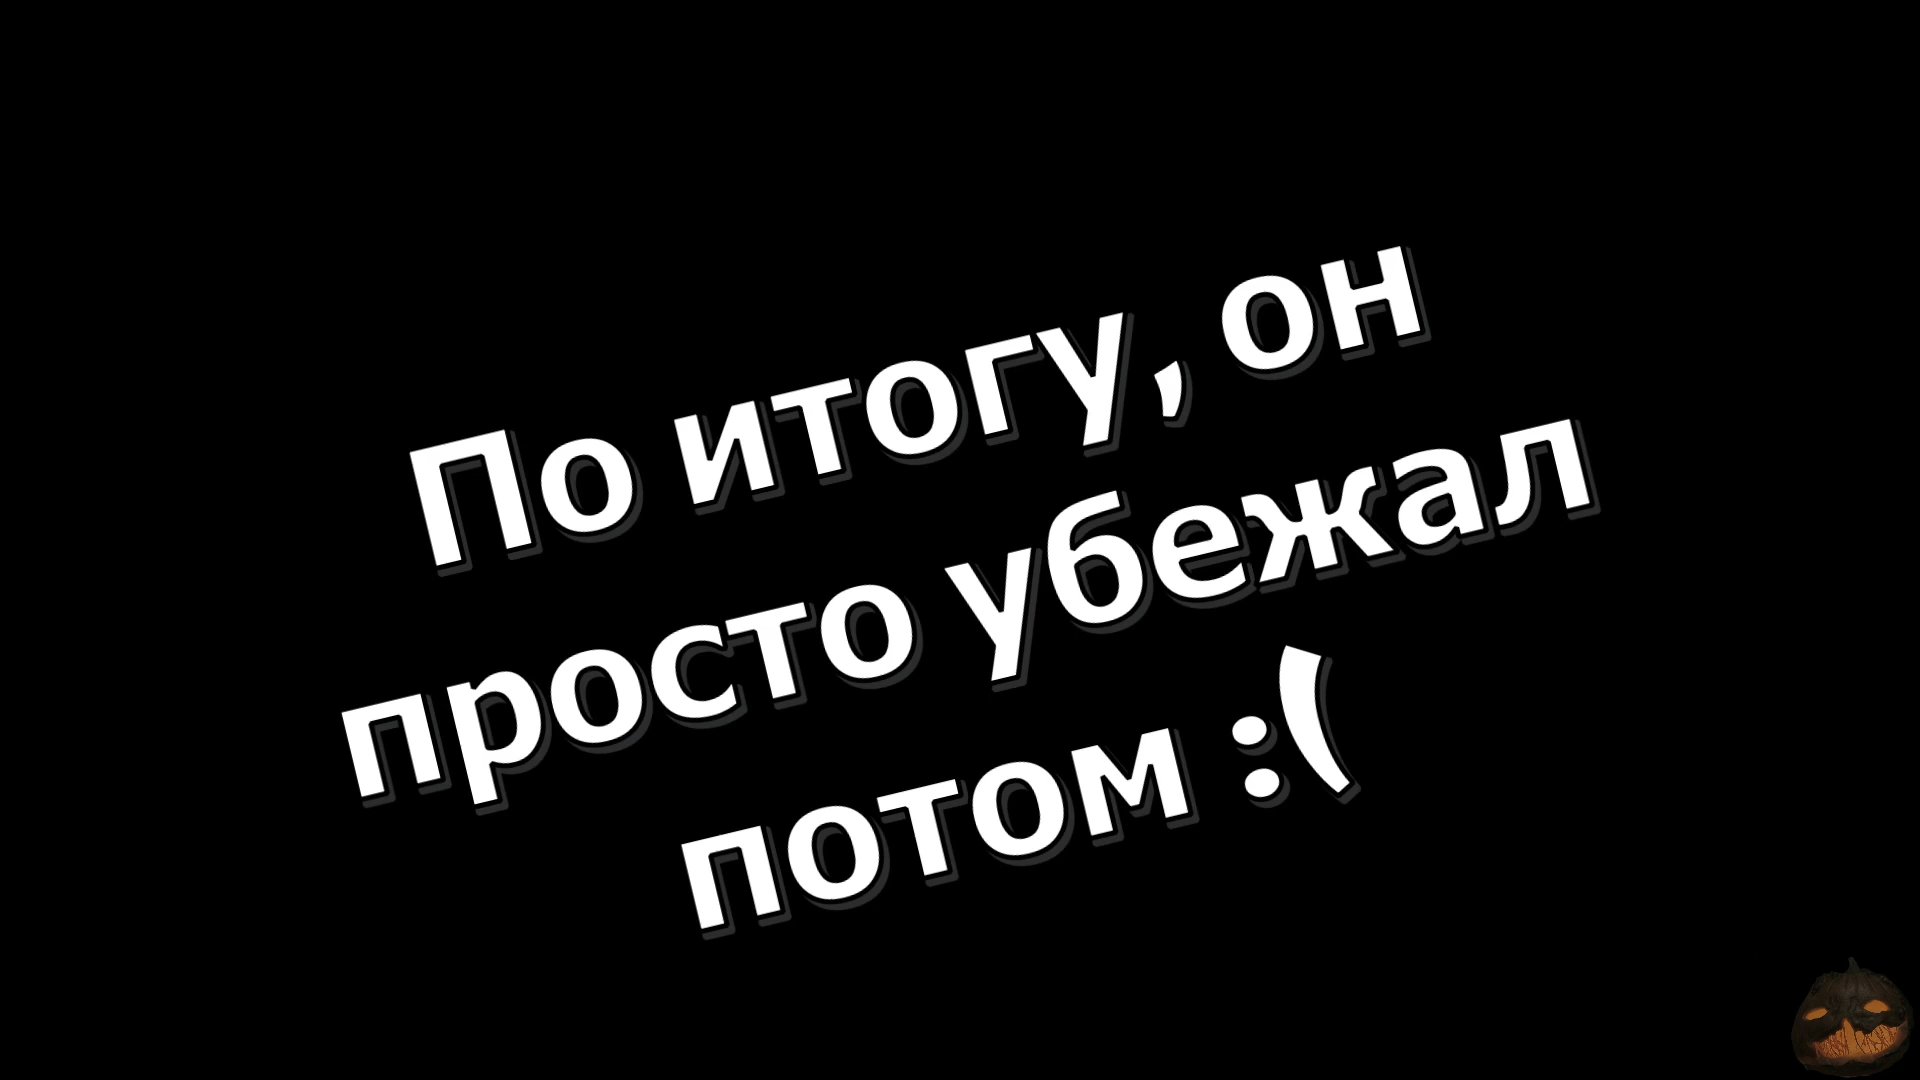 По итогу, он
просто убежал
потом :(